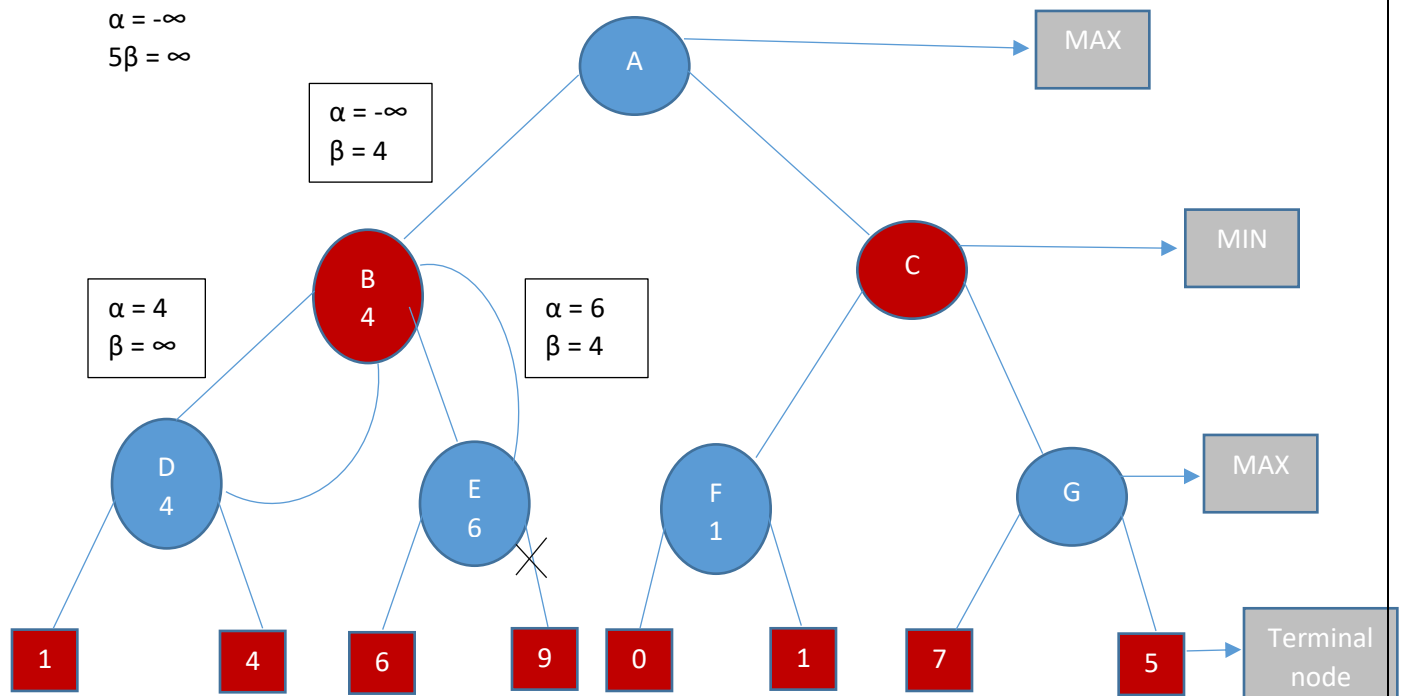 α = -∞
5β = ∞
A
MAX
α = -∞
β = 4
B
4
C
MIN
α = 4
β = ∞
α = 6
β = 4
D
4
E
6
F
1
G
MAX
1
4
6
9
0
1
7
5
Terminal
node